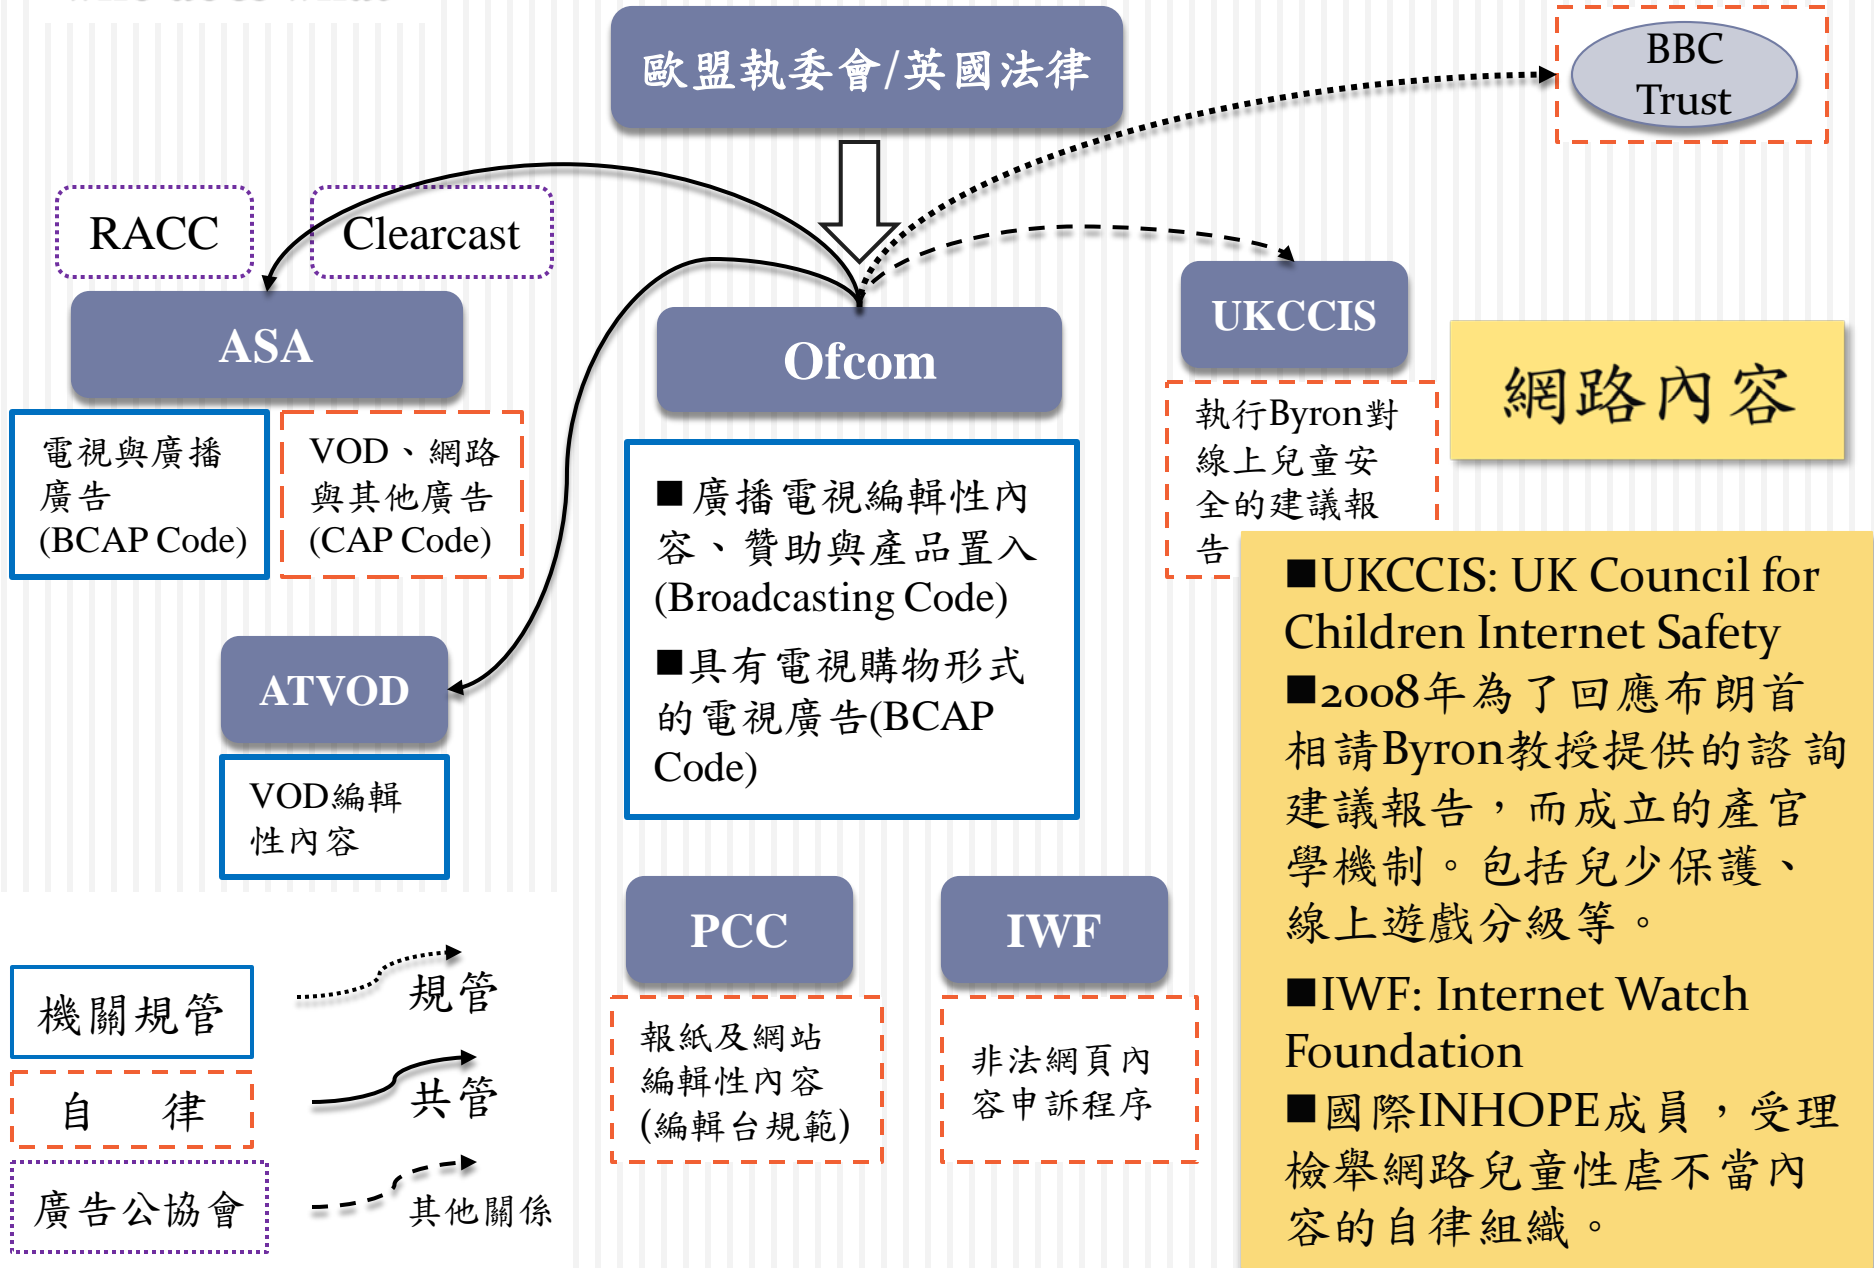 歐盟執委會/英國法律
BBC
Trust
RACC
Clearcast
ASA
Ofcom
UKCCIS
網路內容
電視與廣播
廣告
(BCAP Code)
VOD、網路
與其他廣告
(CAP Code)
■廣播電視編輯性內
容、贊助與產品置入
(Broadcasting Code)
■具有電視購物形式
的電視廣告(BCAP
Code)
執行Byron對
線上兒童安
全的建議報
告
ATVOD
VOD編輯
性內容
■UKCCIS: UK Council for
Children Internet Safety
■2008年為了回應布朗首
相請Byron教授提供的諮詢
建議報告，而成立的產官
學機制。包括兒少保護、
線上遊戲分級等。
■IWF: Internet Watch
Foundation
■國際INHOPE成員，受理
檢舉網路兒童性虐不當內
容的自律組織。
PCC
IWF
報紙及網站
編輯性內容
(編輯台規範)
非法網頁內
容申訴程序
機關規管
規管
自 律
共管
廣告公協會
其他關係